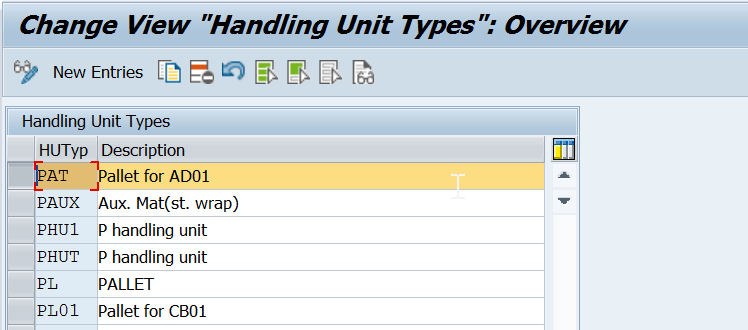 Change View "Handling Unit Types": Overview
New Entries
Handling Unit Types
HUTyp Description
PAT Pallet for AD01
PAUX Aux. Mat(st. wrap)
PHU1 P handling unit
PHUT P handling unit
PL PALLET
PL01 Pallet for CB01